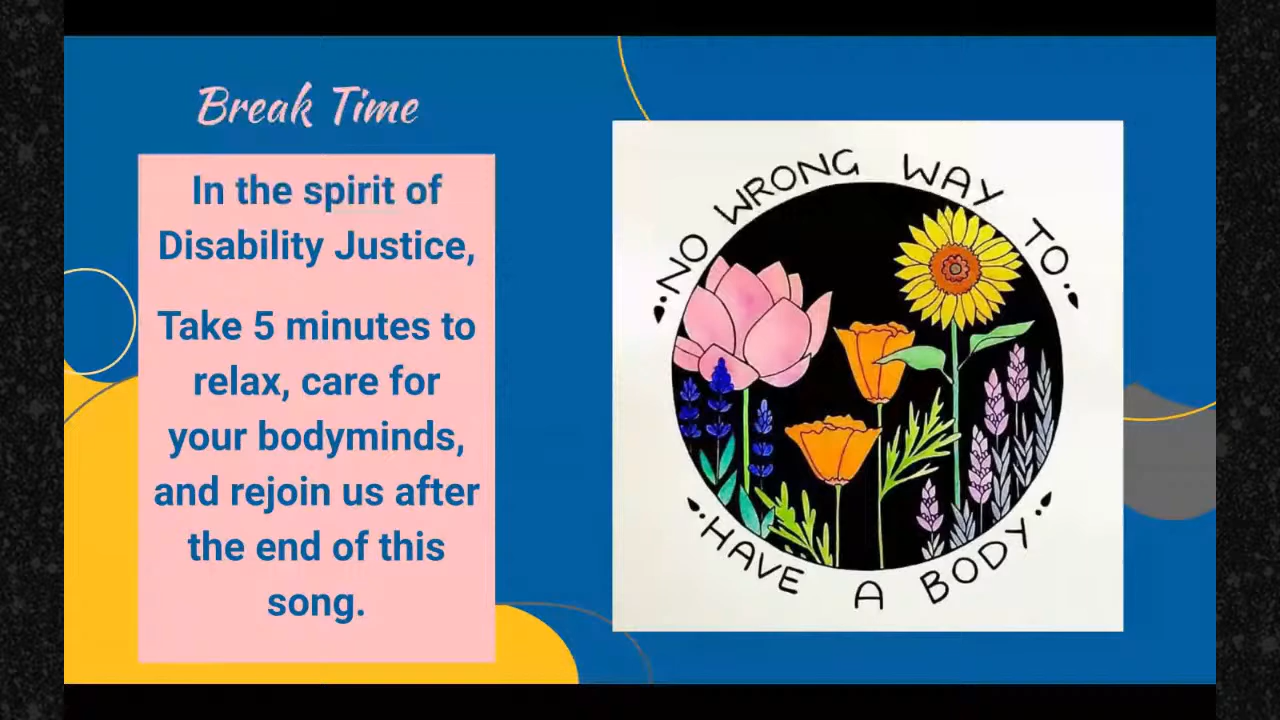 Break Time
In the spirit of
Disability Justice,
Take 5 minutes to
relax, care for
your bodyminds,
and rejoin us after
the end of this
song.
NO WRONG WAY TO
HAVE A BODY